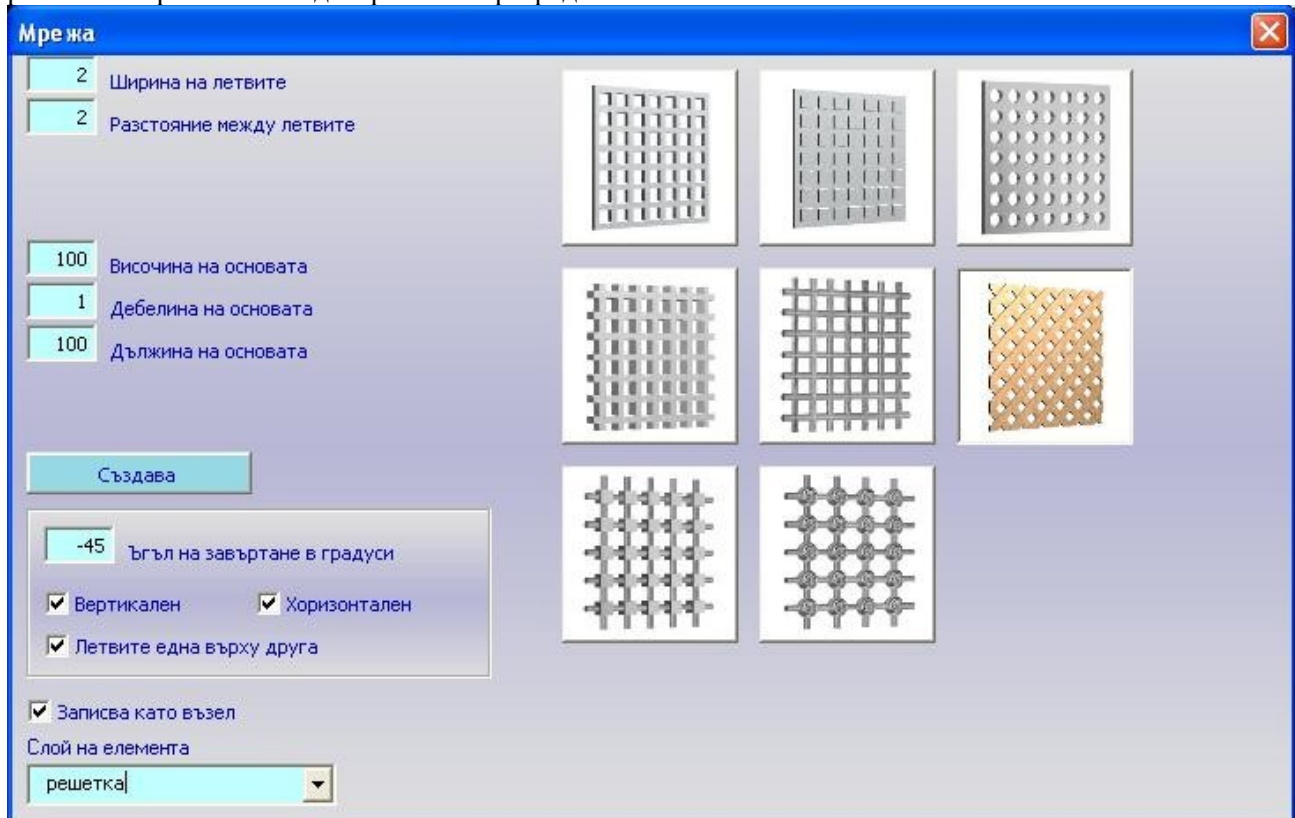 Мрежа
2 Ширина на летвите
2 Разстояние между летвите
100 Височина на основата
1 Дебелина на основата
100 Дължина на основата
Създава
-45 Ъгъл на завъртане в градуси
Вертикален Хоризонтален
Летвите една върху друга
Записва като възел
Слой на елемента
решетка